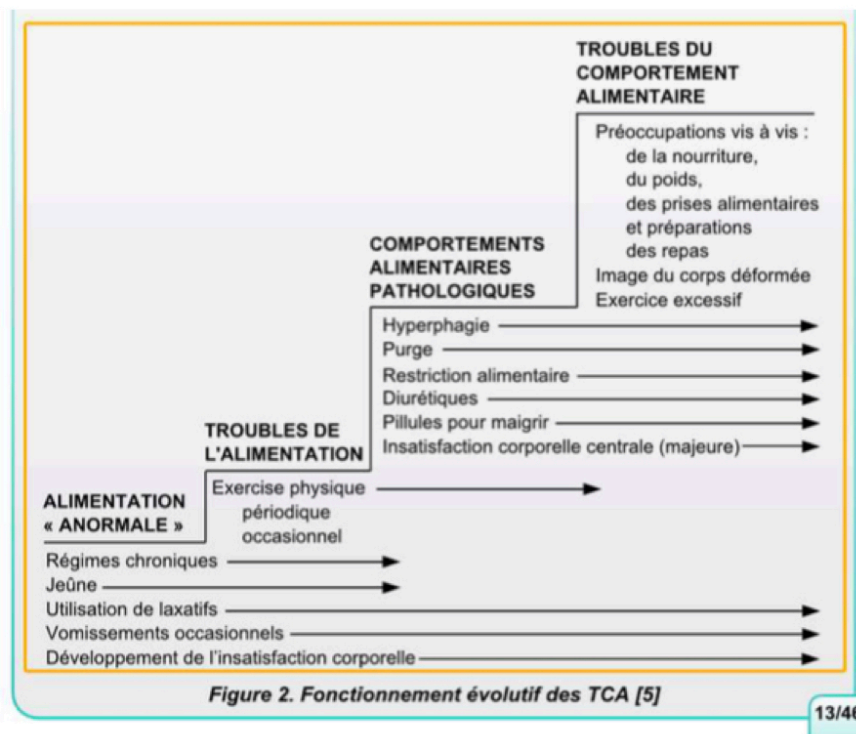 TROUBLES DU
COMPORTEMENT
ALIMENTAIRE
Préoccupations vis à vis :
de la nourriture,
du poids,
des prises alimentaires
et préparations
des repas
Image du corps déformée
Exercice excessif
COMPORTEMENTS
ALIMENTAIRES
PATHOLOGIQUES
Hyperphagie
Purge
Restriction alimentaire
Diurétiques
Pillules pour maigrir
Insatisfaction corporelle centrale (majeure)
TROUBLES DE
L'ALIMENTATION
Exercise physique
périodique
occasionnel
ALIMENTATION
« ANORMALE »
Régimes chroniques
Jeûne
Utilisation de laxatifs
Vomissements occasionnels
Développement de l'insatisfaction corporelle
Figure 2. Fonctionnement évolutif des TCA [5]
13/46